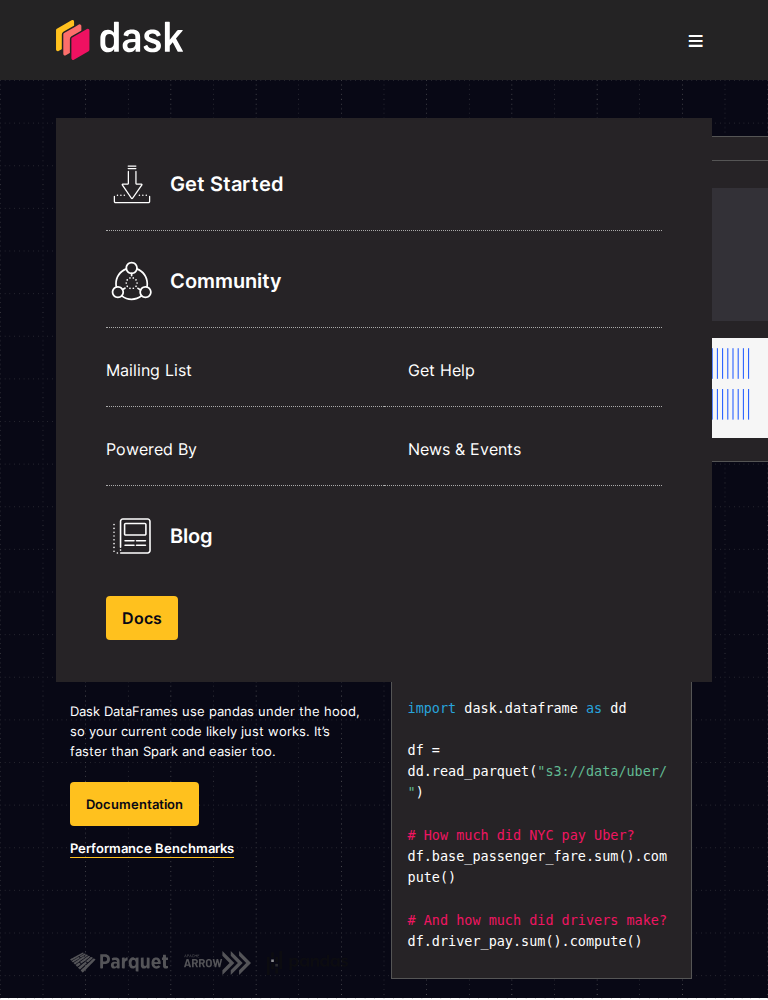 dask
Get Started
Community
Mailing List
Get Help
Powered By
News & Events
Blog
Docs
Dask DataFrames use pandas under the hood,
so your current code likely just works. It's
faster than Spark and easier too.
Documentation
Performance Benchmarks
Parquet
ARROW
import dask.dataframe as dd
df =
dd.read_parquet("s3://data/uber/
")
# How much did NYC pay Uber?
df.base_passenger_fare.sum().com
pute()
# And how much did drivers make?
df.driver_pay.sum().compute()